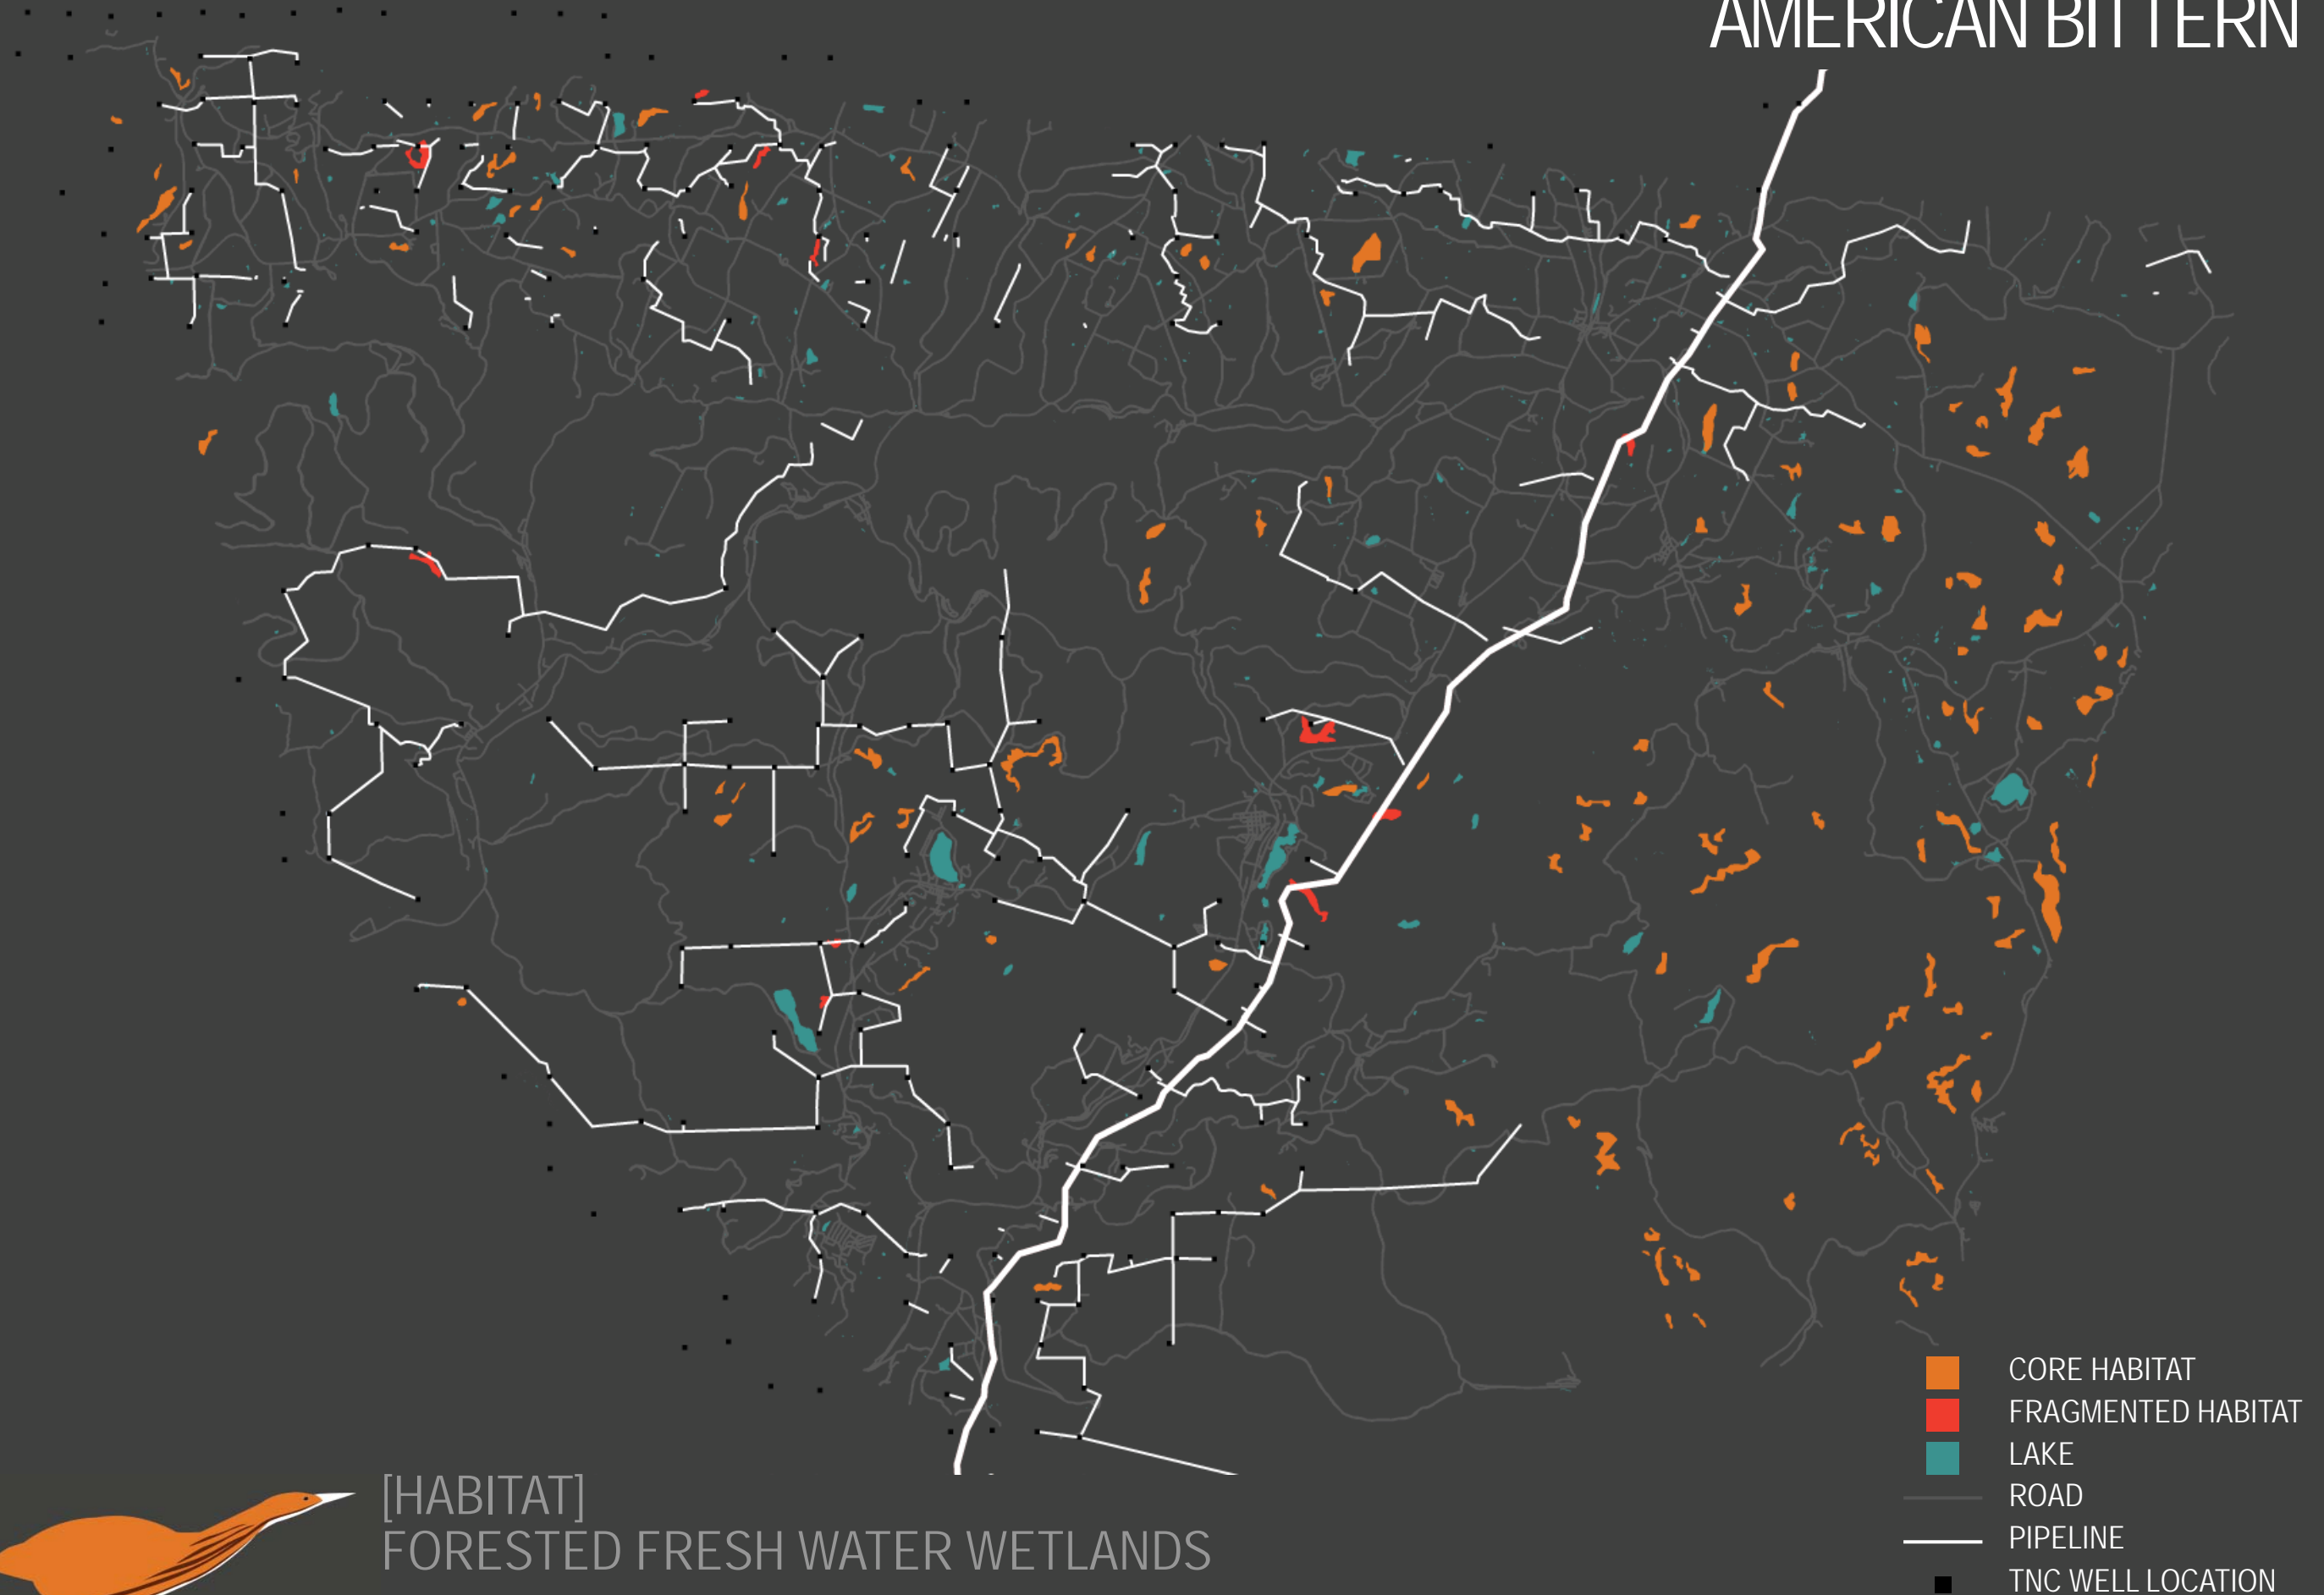 AMERICAN BITTERN
CORE HABITAT
FRAGMENTED HABITAT
LAKE
ROAD
PIPELINE
TNC WELL LOCATION
[HABITAT]
FORESTED FRESH WATER WETLANDS